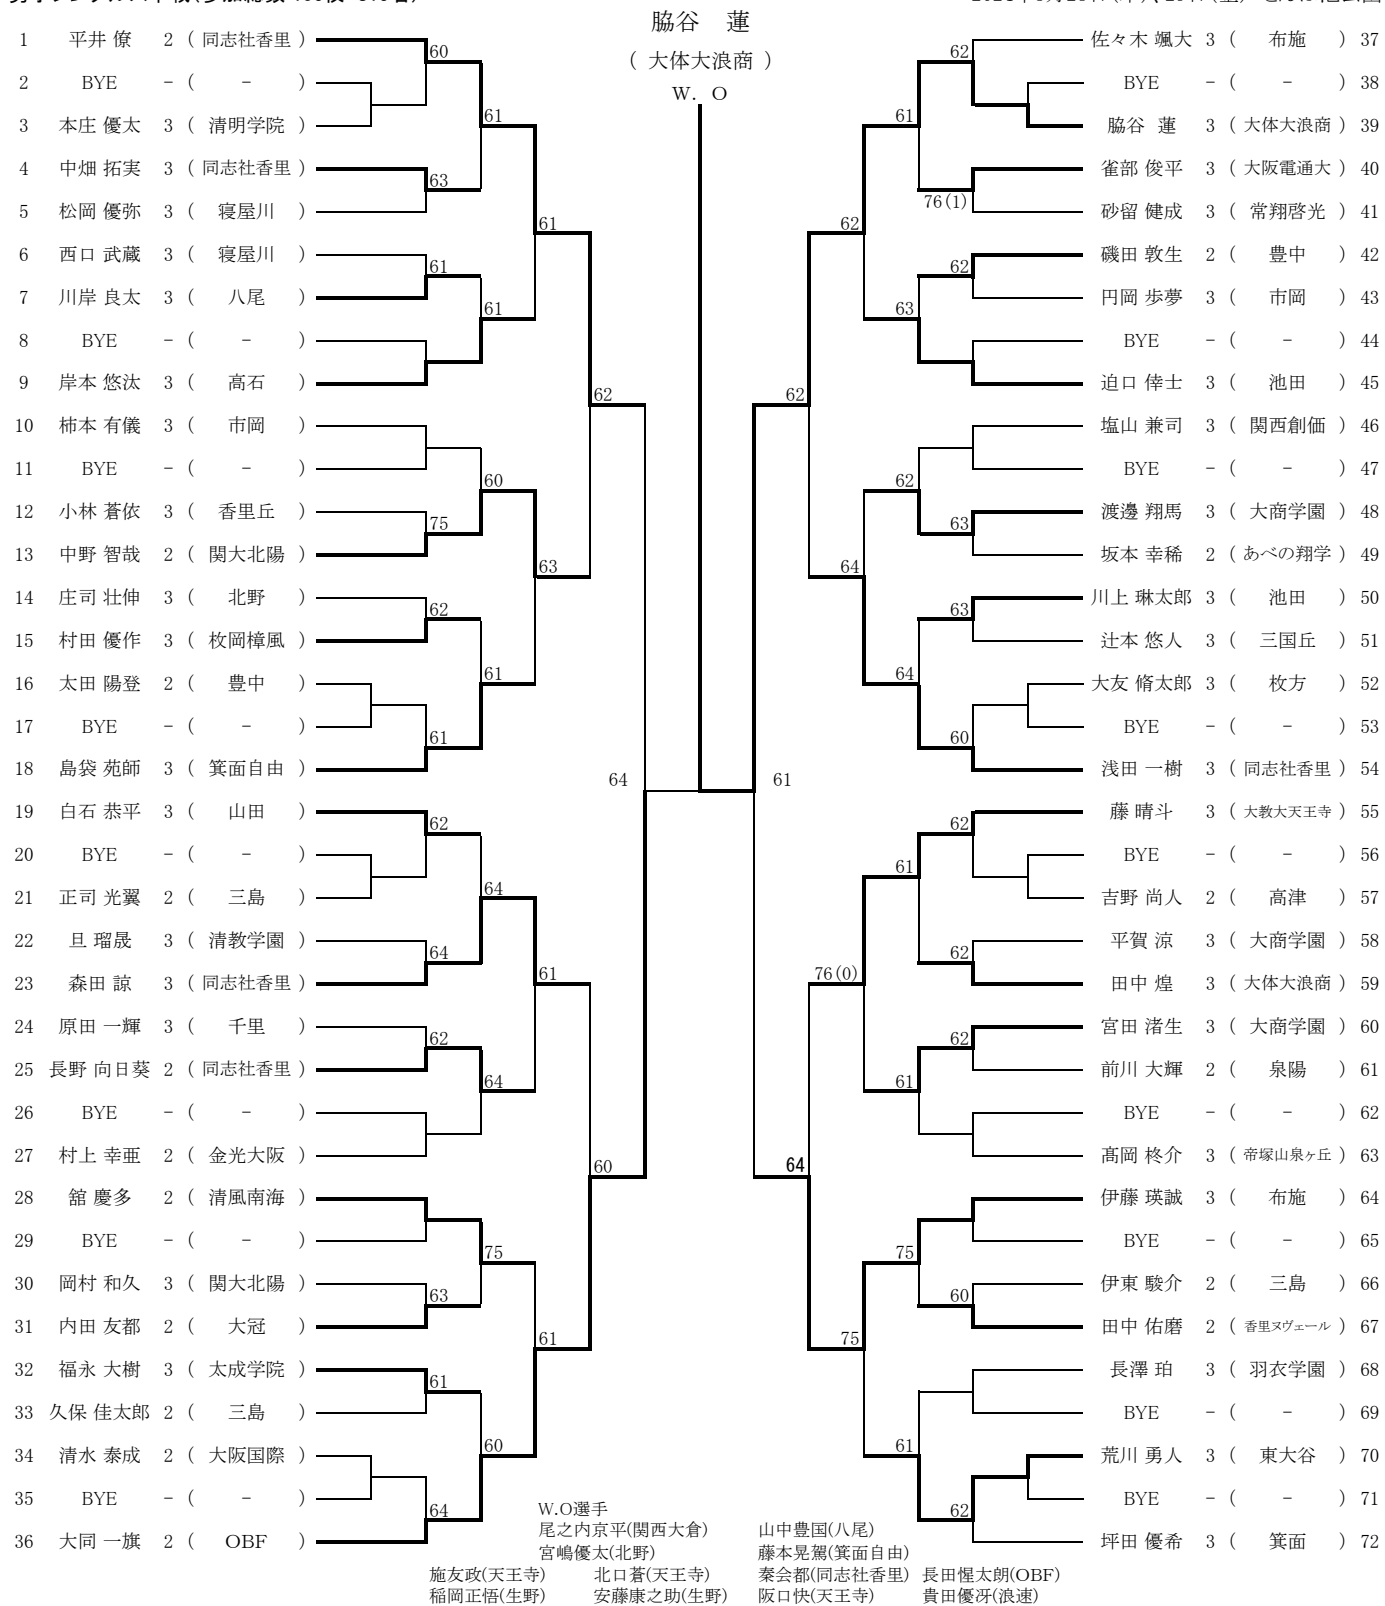 脇谷 蓮
( 大体大浪商 )
W. O
1 平井 僚 2 ( 同志社香里 )
2 BYE - ( - )
3 本庄 優太 3 ( 清明学院 )
4 中畑 拓実 3 ( 同志社香里 )
5 松岡 優弥 3 ( 寝屋川 )
6 西口 武蔵 3 ( 寝屋川 )
7 川岸 良太 3 ( 八尾 )
8 BYE - ( - )
9 岸本 悠汰 3 ( 高石 )
10 柿本 有儀 3 ( 市岡 )
11 BYE - ( - )
12 小林 蒼依 3 ( 香里丘 )
13 中野 智哉 2 ( 関大北陽 )
14 庄司 壮伸 3 ( 北野 )
15 村田 優作 3 ( 枚岡樟風 )
16 太田 陽登 2 ( 豊中 )
17 BYE - ( - )
18 島袋 苑師 3 ( 箕面自由 )
19 白石 恭平 3 ( 山田 )
20 BYE - ( - )
21 正司 光翼 2 ( 三島 )
22 旦 瑠晟 3 ( 清教学園 )
23 森田 諒 3 ( 同志社香里 )
24 原田 一輝 3 ( 千里 )
25 長野 向日葵 2 ( 同志社香里 )
26 BYE - ( - )
27 村上 幸亜 2 ( 金光大阪 )
28 舘 慶多 2 ( 清風南海 )
29 BYE - ( - )
30 岡村 和久 3 ( 関大北陽 )
31 内田 友都 2 ( 大冠 )
32 福永 大樹 3 ( 太成学院 )
33 久保 佳太郎 2 ( 三島 )
34 清水 泰成 2 ( 大阪国際 )
35 BYE - ( - )
36 大同 一旗 2 ( OBF )
60
63
61
75
62
61
62
64
62
63
61
64
61
61
60
61
64
64
75
60
61
63
61
61
62
60
64
61
62
61
62
64
76(0)
75
61
63
62
64
61
61
75
61
62
76(1)
62
63
63
60
62
62
62
60
62
佐々木 颯大 3 ( 布施 ) 37
BYE - ( - ) 38
脇谷 蓮 3 ( 大体大浪商 ) 39
雀部 俊平 3 ( 大阪電通大 ) 40
砂留 健成 3 ( 常翔啓光 ) 41
磯田 敦生 2 ( 豊中 ) 42
円岡 歩夢 3 ( 市岡 ) 43
BYE - ( - ) 44
迫口 倖士 3 ( 池田 ) 45
塩山 兼司 3 ( 関西創価 ) 46
BYE - ( - ) 47
渡邊 翔馬 3 ( 大商学園 ) 48
坂本 幸稀 2 ( あべの翔学 ) 49
川上 琳太郎 3 ( 池田 ) 50
辻本 悠人 3 ( 三国丘 ) 51
大友 脩太郎 3 ( 枚方 ) 52
BYE - ( - ) 53
浅田 一樹 3 ( 同志社香里 ) 54
藤 晴斗 3 ( 大教大天王寺 ) 55
BYE - ( - ) 56
吉野 尚人 2 ( 高津 ) 57
平賀 涼 3 ( 大商学園 ) 58
田中 煌 3 ( 大体大浪商 ) 59
宮田 渚生 3 ( 大商学園 ) 60
前川 大輝 2 ( 泉陽 ) 61
BYE - ( - ) 62
髙岡 柊介 3 ( 帝塚山泉ヶ丘 ) 63
伊藤 瑛誠 3 ( 布施 ) 64
BYE - ( - ) 65
伊東 駿介 2 ( 三島 ) 66
田中 佑磨 2 ( 香里ヌヴェール ) 67
長澤 珀 3 ( 羽衣学園 ) 68
BYE - ( - ) 69
荒川 勇人 3 ( 東大谷 ) 70
BYE - ( - ) 71
坪田 優希 3 ( 箕面 ) 72
W.O選手
尾之内京平(関西大倉) 山中豊国(八尾)
宮嶋優太(北野) 藤本晃駕(箕面自由)
施友政(天王寺) 北口蒼(天王寺) 秦会都(同志社香里) 長田惺太朗(OBF)
稲岡正悟(生野) 安藤康之助(生野) 阪口快(天王寺) 貴田優冴(浪速)